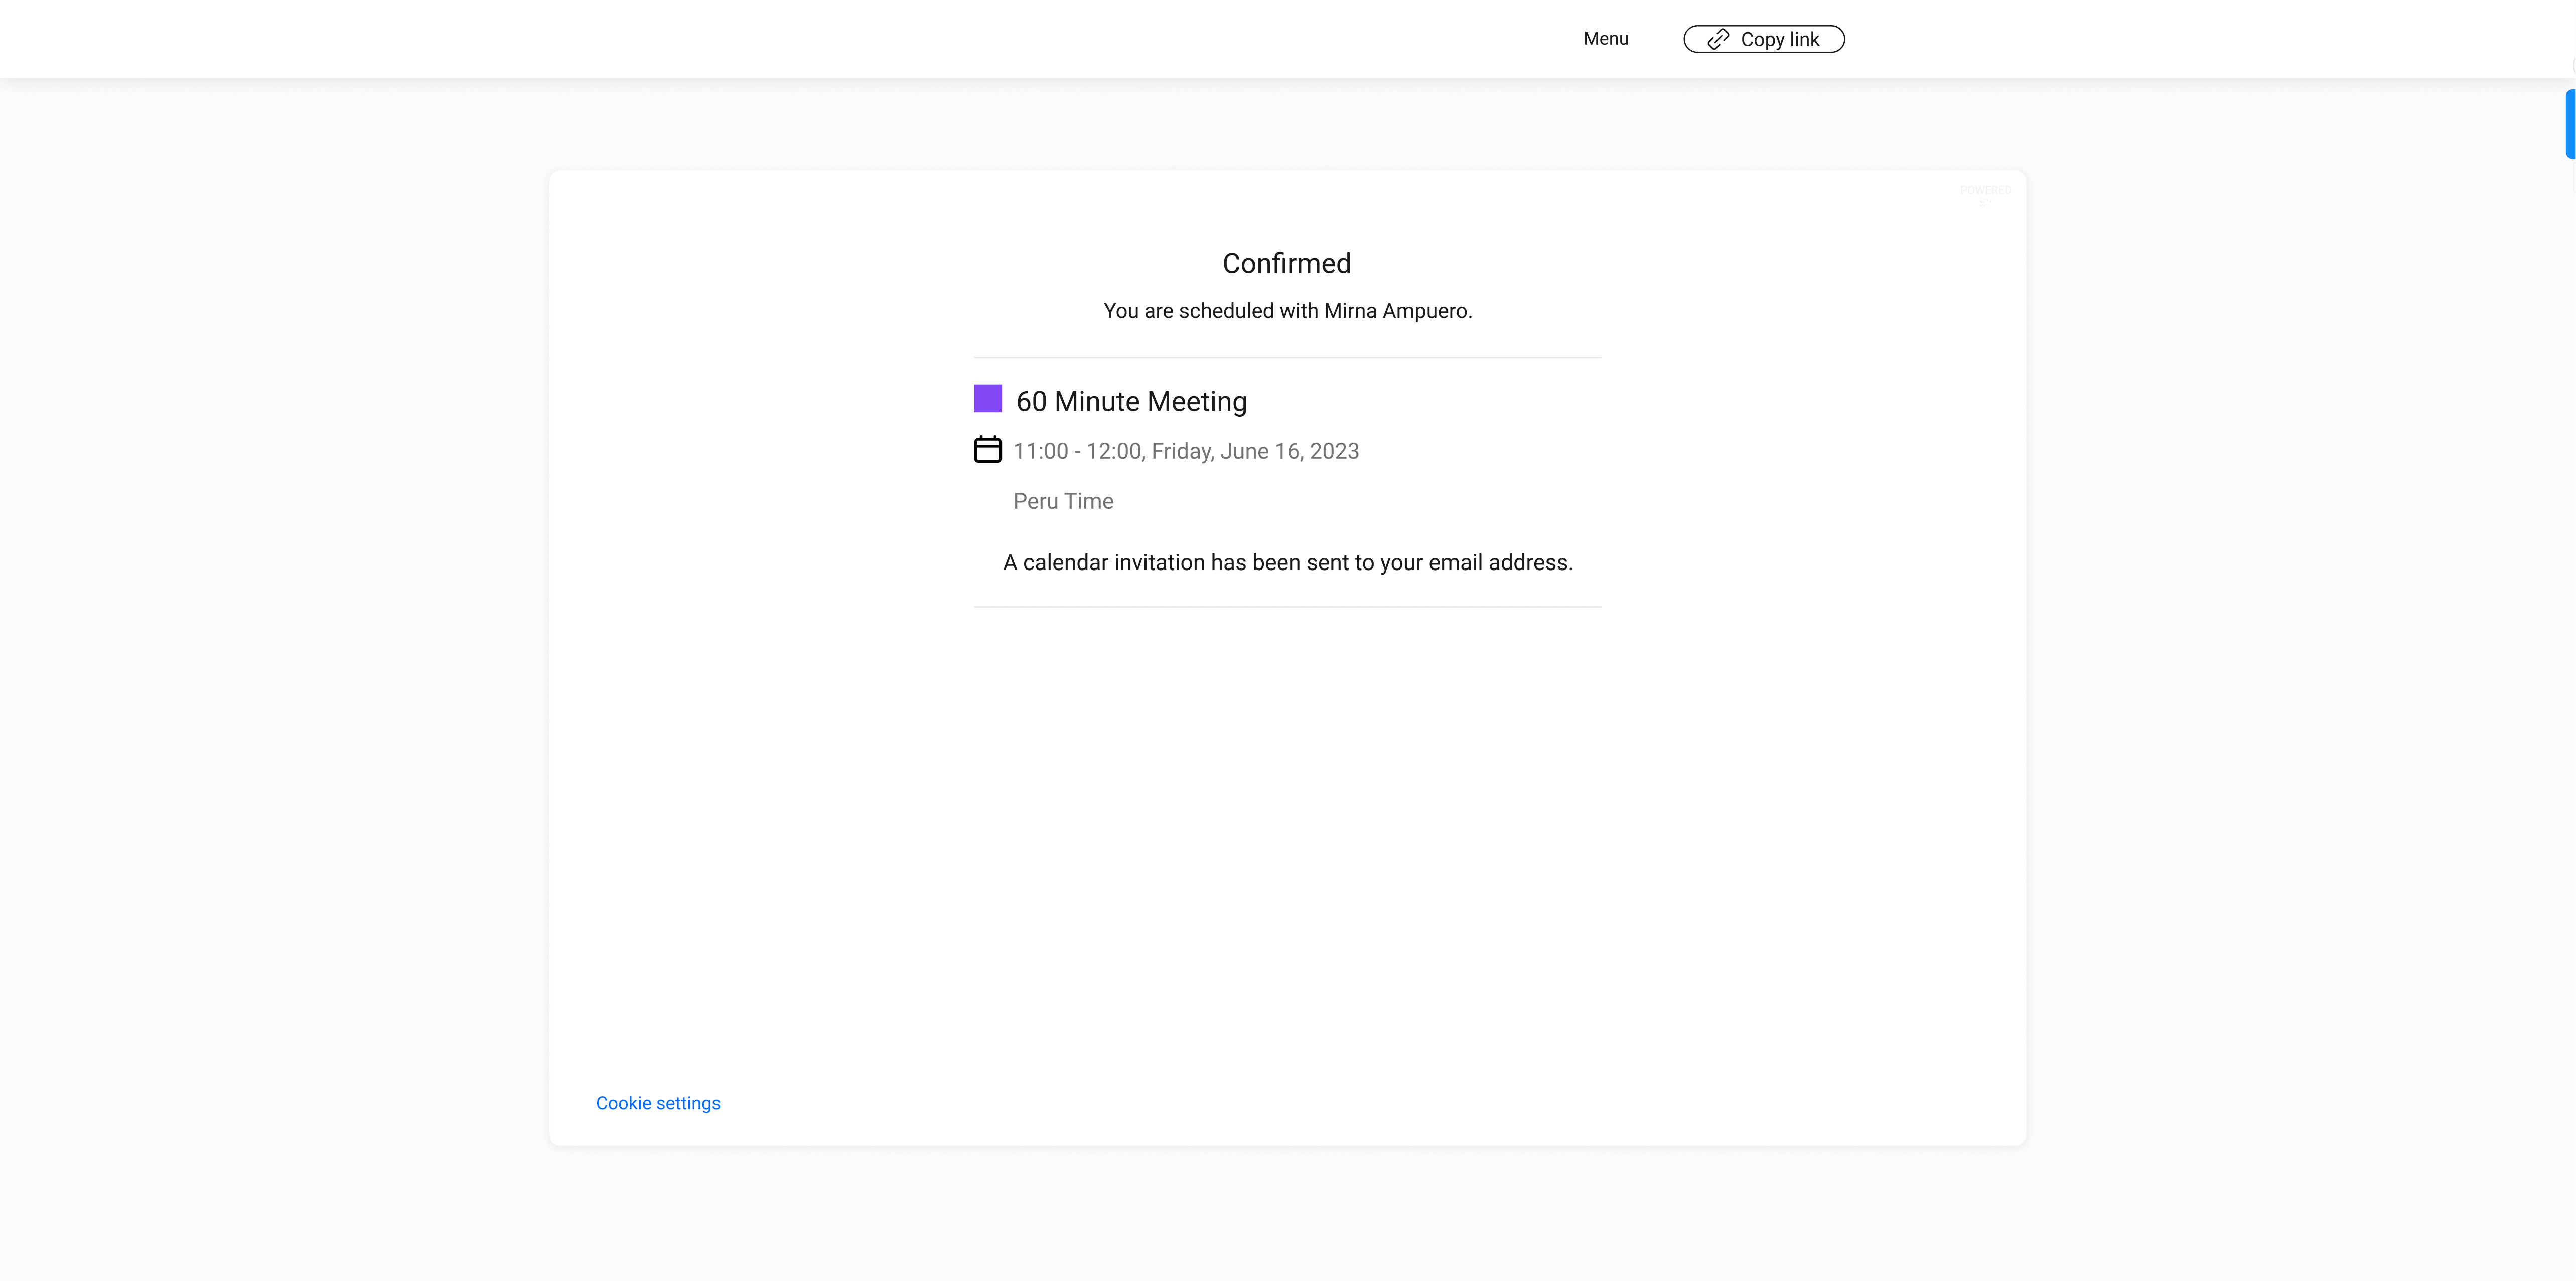 Menu
Copy link
POWERED
Confirmed
You are scheduled with Mirna Ampuero.
60 Minute Meeting
11:00 - 12:00, Friday, June 16, 2023
Peru Time
A calendar invitation has been sent to your email address.
Cookie settings